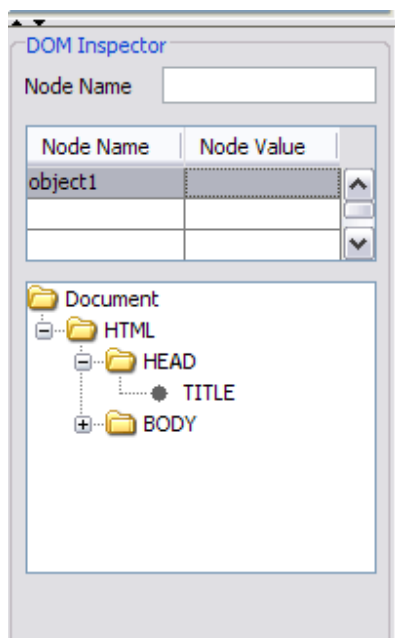 DOM Inspector
Node Name
Node Name Node Value
object1
Document
HTML
HEAD
TITLE
BODY